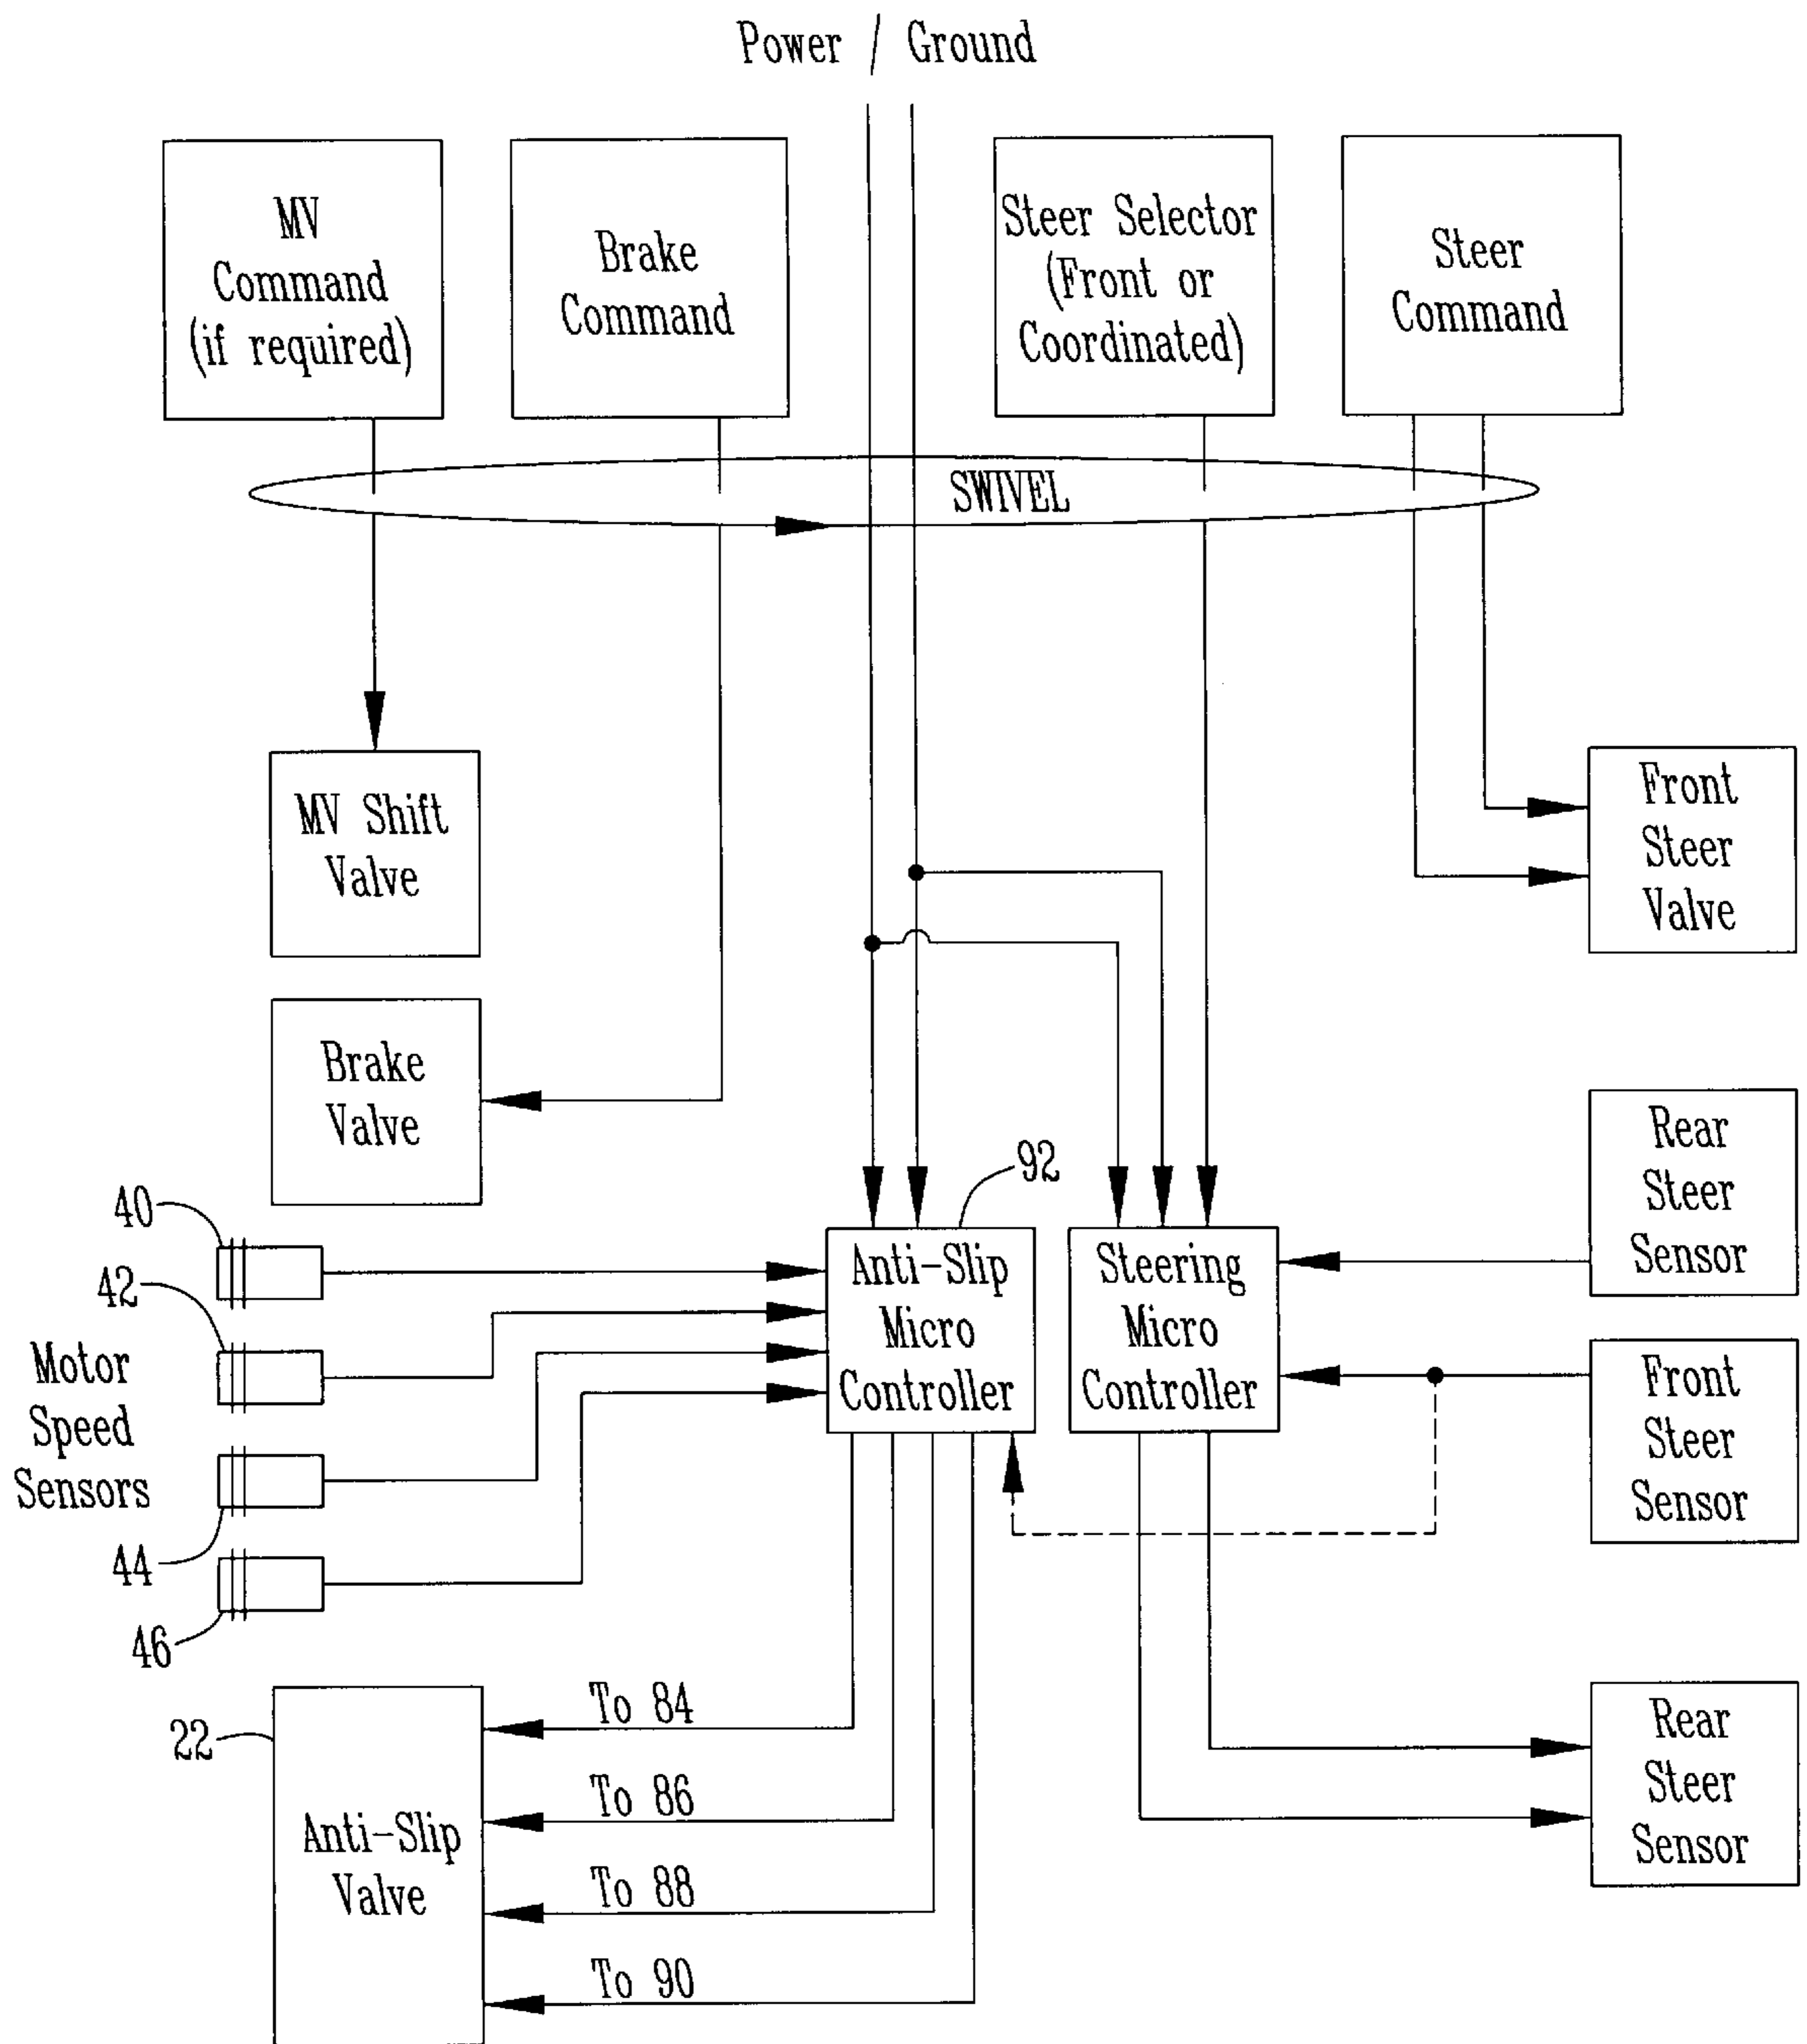 Power / Ground
MV
Command
(if required)
Brake
Command
Steer Selector
(Front or
Coordinated)
Steer
Command
SWIVEL
MV Shift
Valve
Front
Steer
Valve
Brake
Valve
Rear
Steer
Sensor
92
40
42
Motor
Speed
Sensors
44
46
Anti-Slip
Micro
Controller
Steering
Micro
Controller
Front
Steer
Sensor
22
Anti-Slip
Valve
To 84
To 86
To 88
To 90
Rear
Steer
Sensor